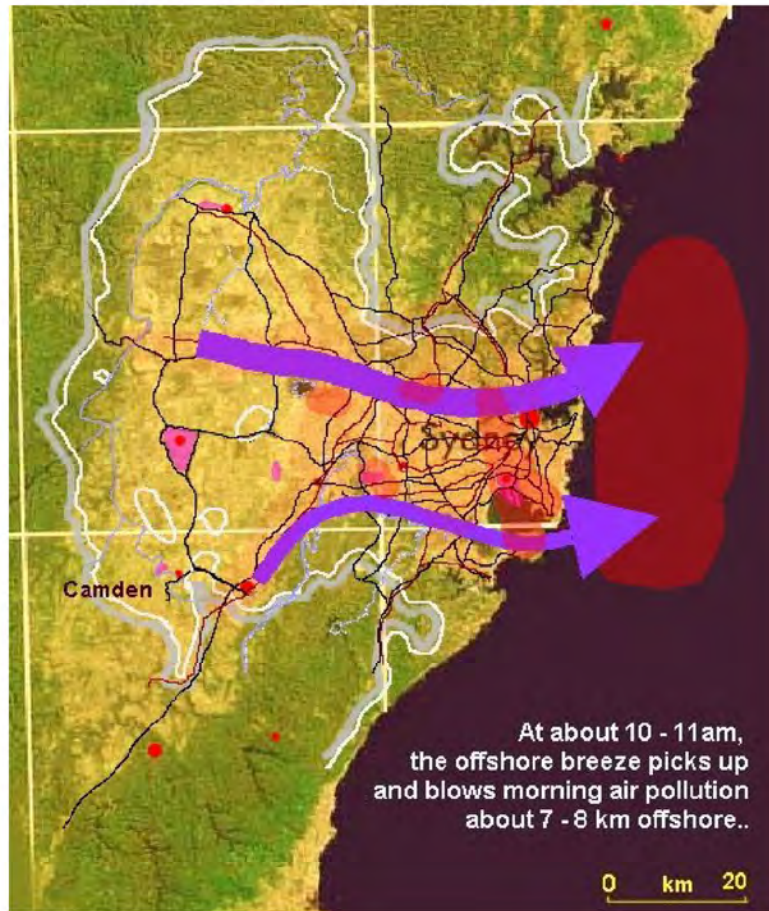 Sydney
Camden
At about 10 - 11am,
the offshore breeze picks up
and blows morning air pollution
about 7 - 8 km offshore..
0 km 20